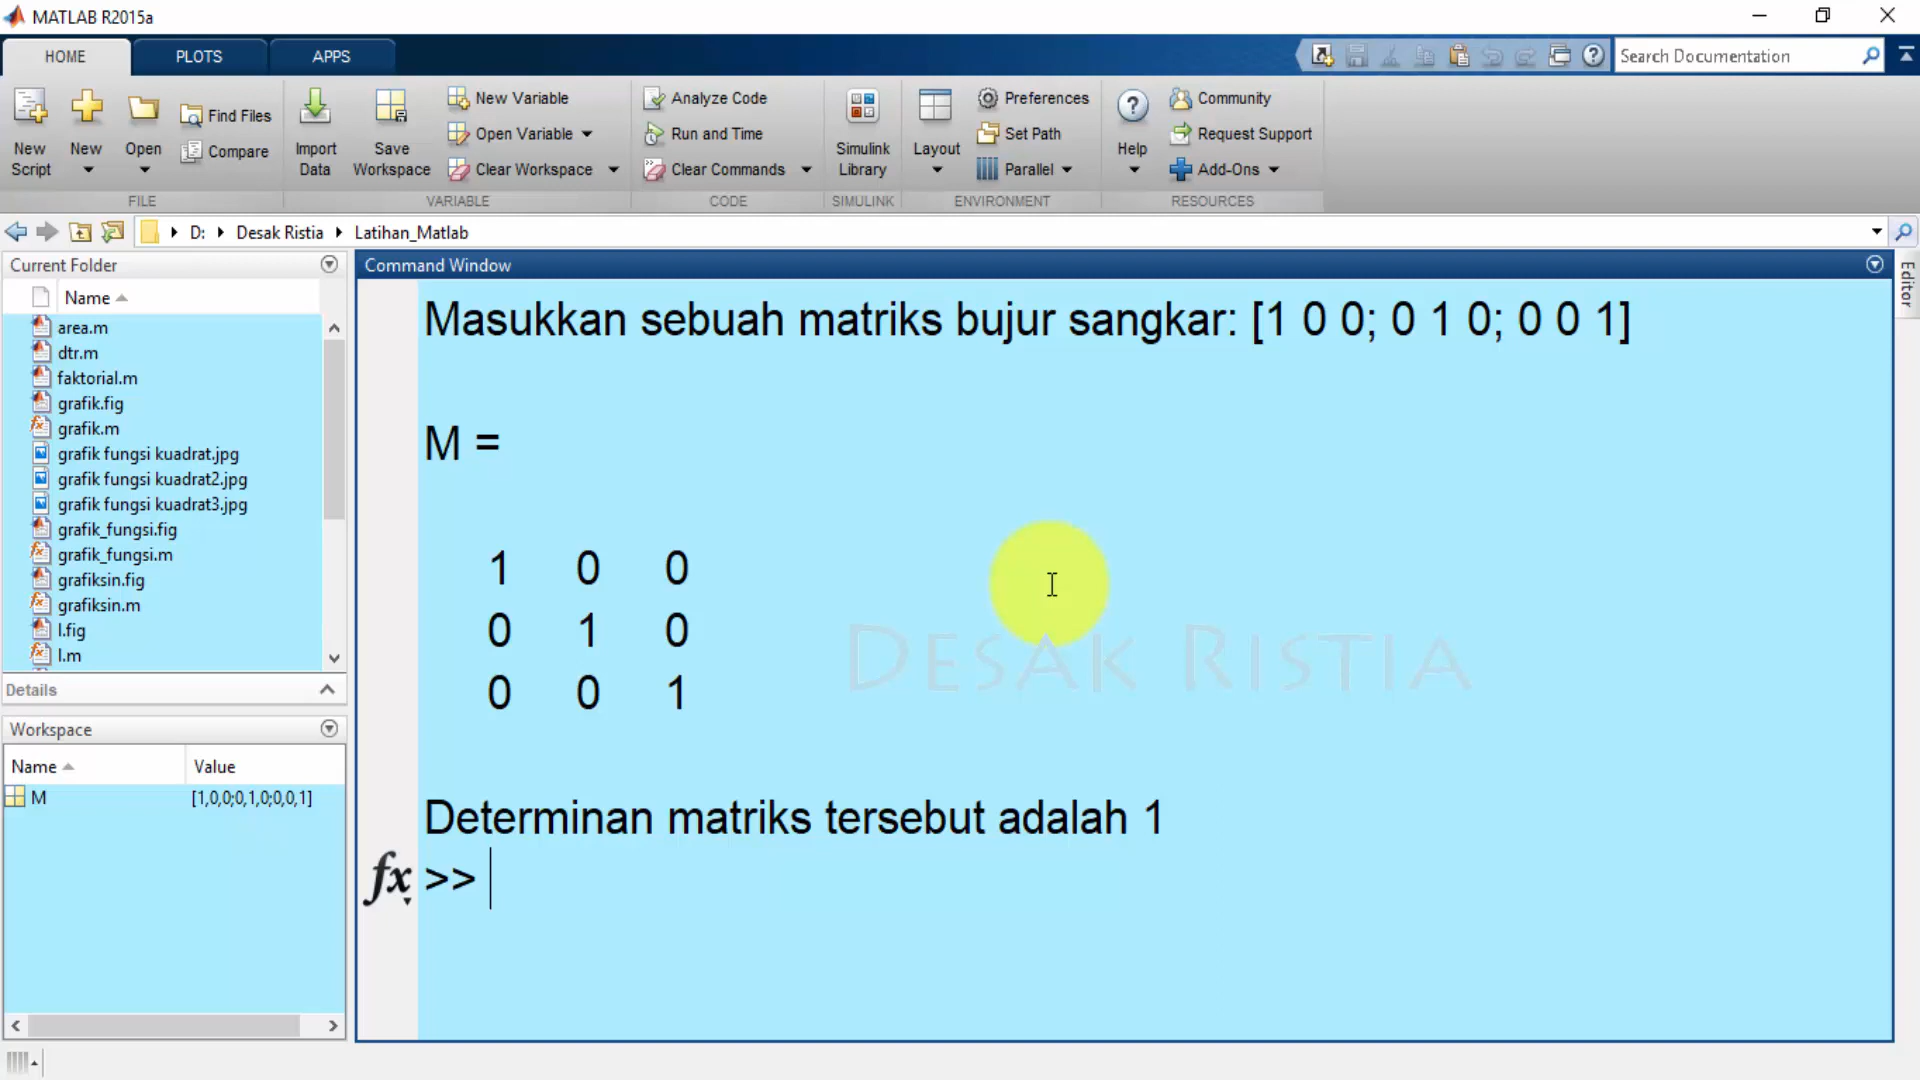 MATLAB R2015a
HOME PLOTS APPS
Search Documentation
New Script
New
Open
Find Files
Compare
FILE
Import Data
Save Workspace
New Variable
Open Variable
Clear Workspace
VARIABLE
Analyze Code
Run and Time
Clear Commands
CODE
Simulink Library
SIMULINK
Layout
Preferences
Set Path
Parallel
ENVIRONMENT
Help
Community
Request Support
Add-Ons
RESOURCES
D: Desak Ristia Latihan_Matlab
Current Folder
Name
area.m
dtr.m
faktorial.m
grafik.fig
grafik.m
grafik fungsi kuadrat.jpg
grafik fungsi kuadrat2.jpg
grafik fungsi kuadrat3.jpg
grafik_fungsi.fig
grafik_fungsi.m
grafiksin.fig
grafiksin.m
l.fig
l.m
Details
Workspace
Name Value
M [1,0,0;0,1,0;0,0,1]
Command Window
Masukkan sebuah matriks bujur sangkar: [1 0 0; 0 1 0; 0 0 1]
M =
1 0 0
0 1 0
0 0 1
Determinan matriks tersebut adalah 1
fx >>
DESAK RISTIA
Editor